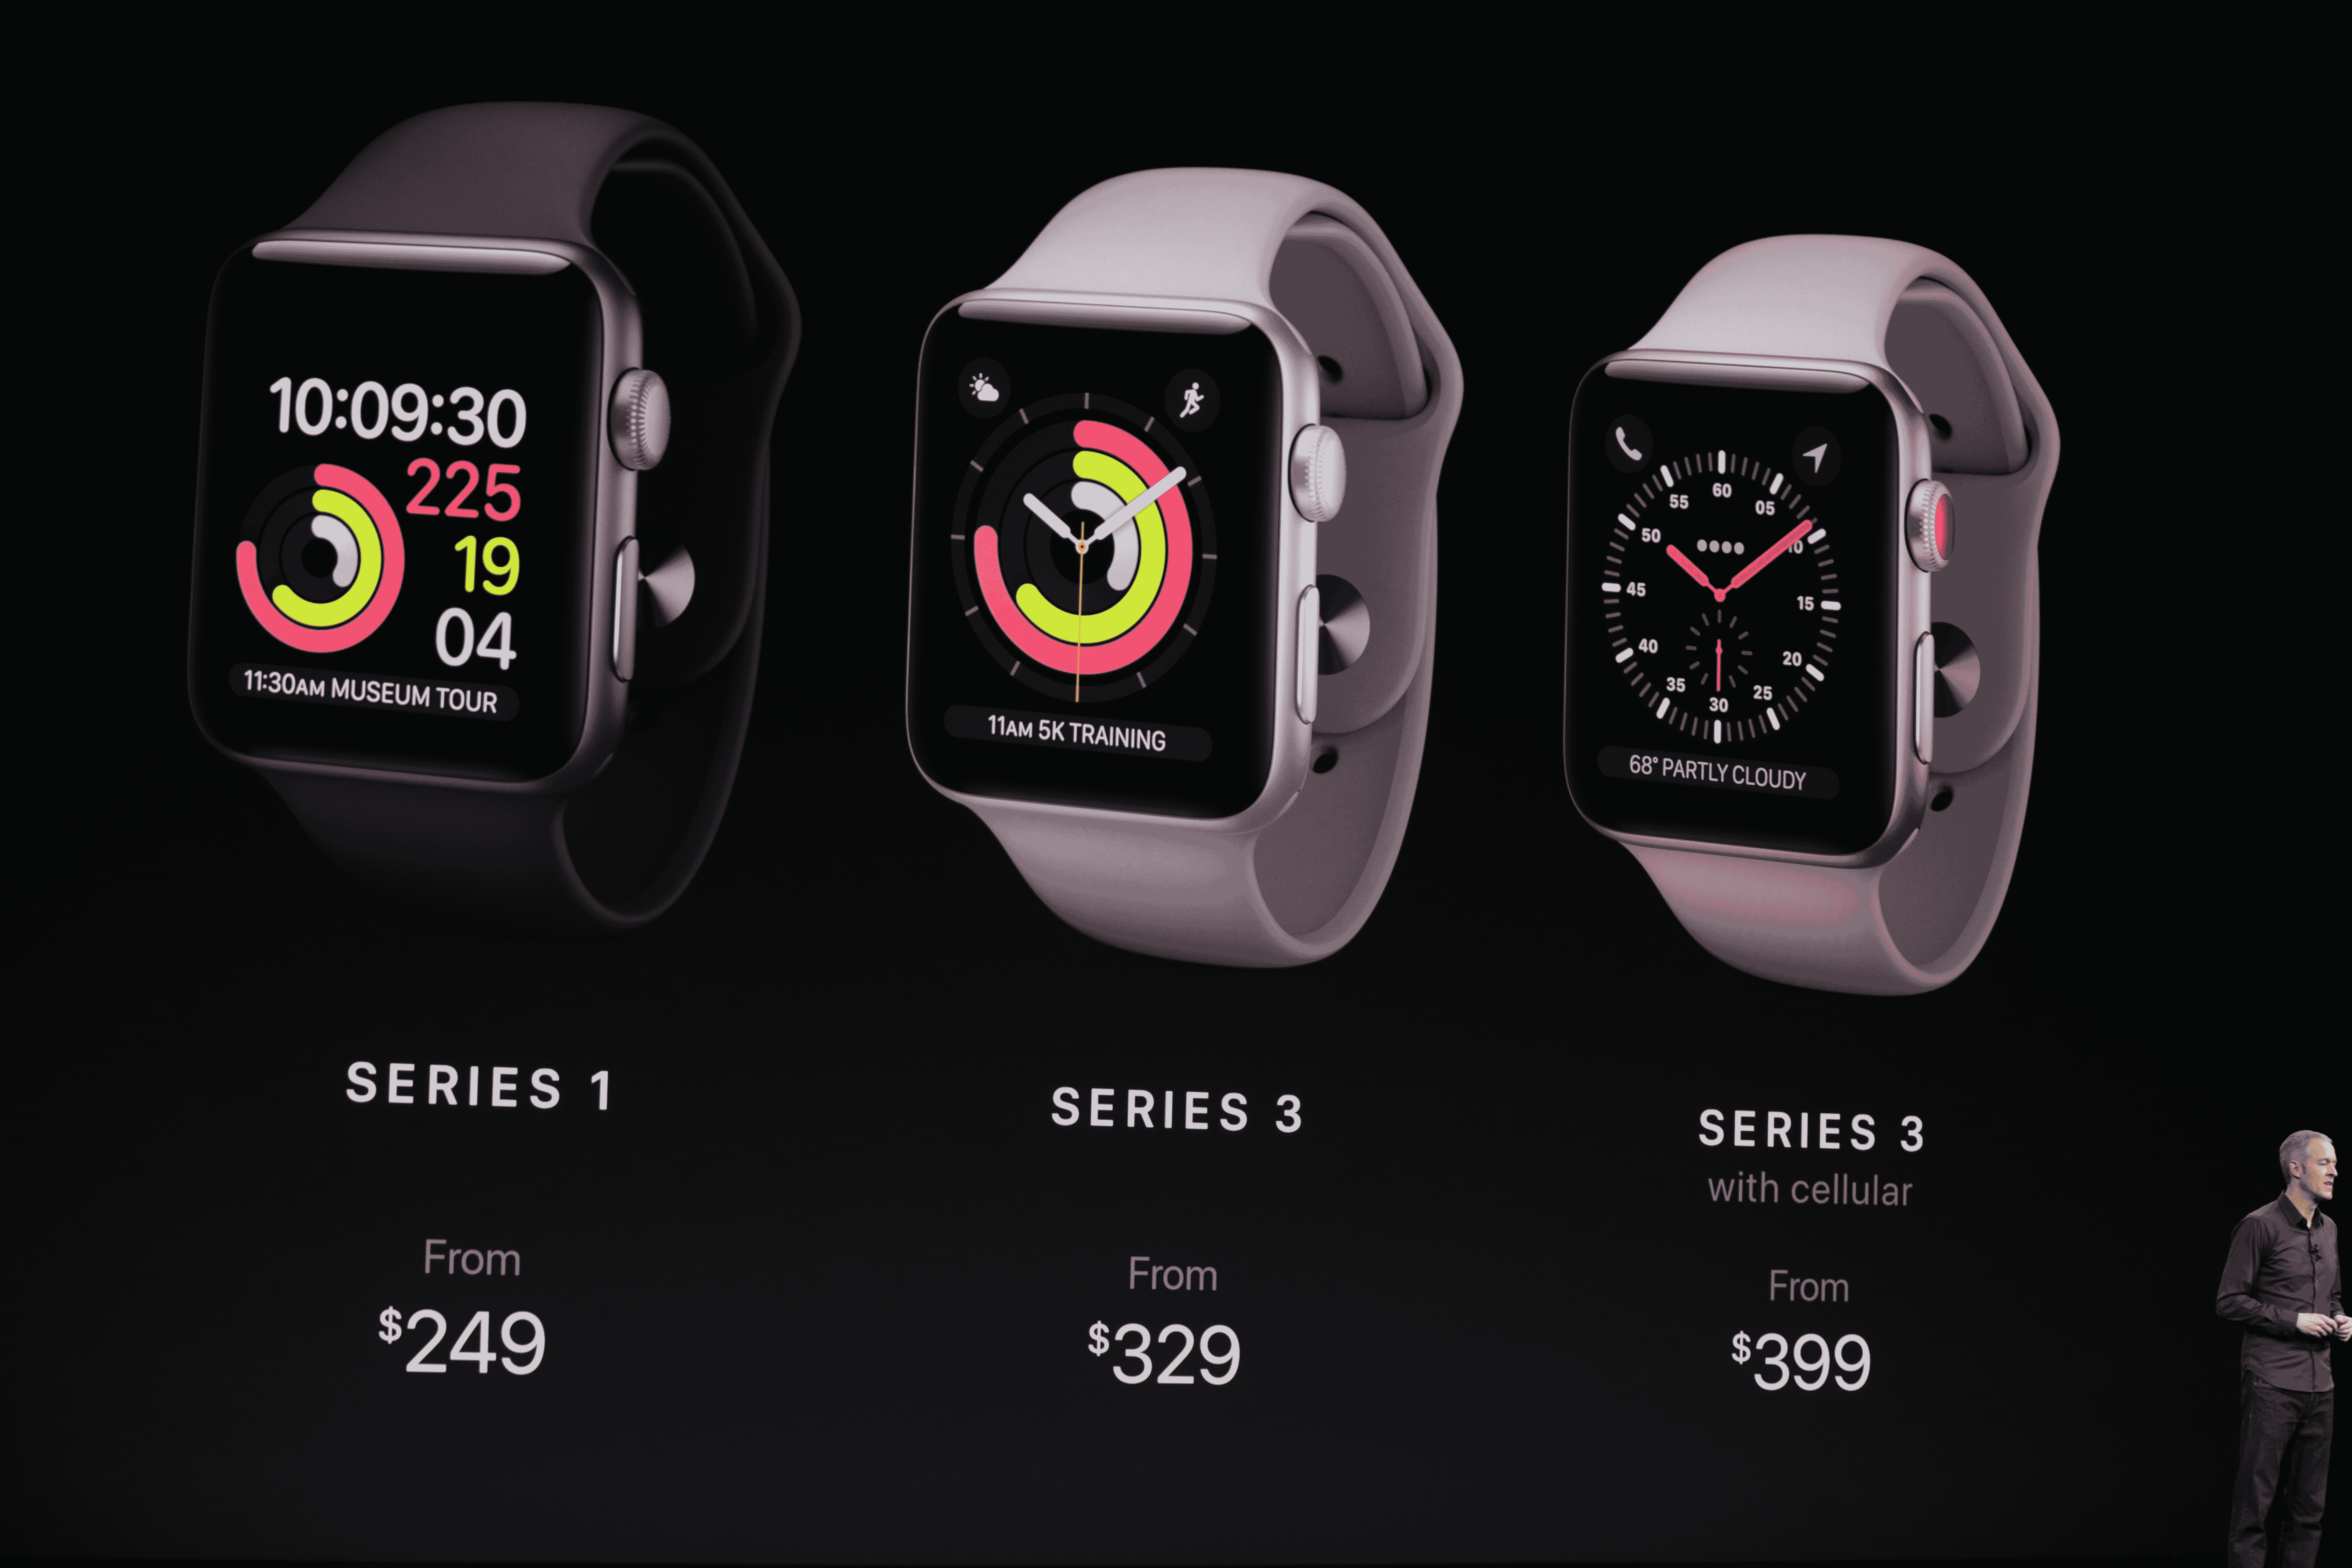 10:09:30
225
19
04
11:30AM MUSEUM TOUR
SERIES 1
From
$249
11AM 5K TRAINING
SERIES 3
From
$329
60
05
10
15
20
25
30
35
40
45
50
55
68° PARTLY CLOUDY
SERIES 3
with cellular
From
$399